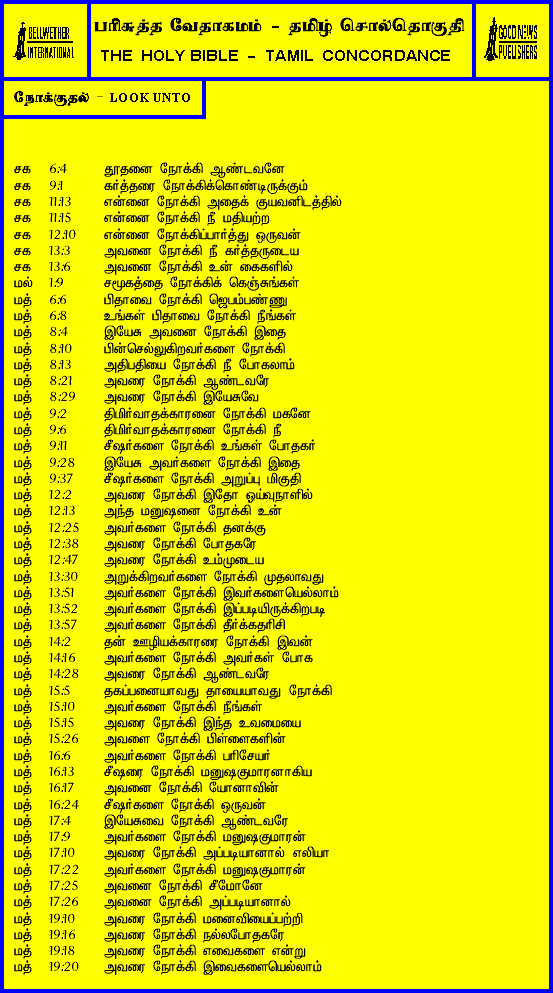 BELLWETHER
INTERNATIONAL
பரிசுத்த வேதாகமம் - தமிழ் சொல்தொகுதி
THE HOLY BIBLE - TAMIL CONCORDANCE
GOOD NEWS
PUBLISHERS
நோக்குதல் - LOOK UNTO
சக 6:4 தூதனை நோக்கி ஆண்டவனே
சக 9:1 கர்த்தரை நோக்கிக்கொண்டிருக்கும்
சக 11:13 என்னை நோக்கி அதைக் குயவனிடத்தில்
சக 11:15 என்னை நோக்கி நீ மதியற்ற
சக 12:10 என்னை நோக்கிப்பார்த்து ஒருவன்
சக 13:3 அவனை நோக்கி நீ கர்த்தருடைய
சக 13:6 அவனை நோக்கி உன் கைகளில்
மல் 1:9 சமூகத்தை நோக்கிக் கெஞ்சுங்கள்
மத் 6:6 பிதாவை நோக்கி ஜெபம்பண்ணு
மத் 6:8 உங்கள் பிதாவை நோக்கி நீங்கள்
மத் 8:4 இயேசு அவனை நோக்கி இதை
மத் 8:10 பின்செல்லுகிறவர்களை நோக்கி
மத் 8:13 அதிபதியை நோக்கி நீ போகலாம்
மத் 8:21 அவரை நோக்கி ஆண்டவரே
மத் 8:29 அவரை நோக்கி இயேசுவே
மத் 9:2 திமிர்வாதக்காரனை நோக்கி மகனே
மத் 9:6 திமிர்வாதக்காரனை நோக்கி நீ
மத் 9:11 சீஷர்களை நோக்கி உங்கள் போதகர்
மத் 9:28 இயேசு அவர்களை நோக்கி இதை
மத் 9:37 சீஷர்களை நோக்கி அறுப்பு மிகுதி
மத் 12:2 அவரை நோக்கி இதோ ஓய்வுநாளில்
மத் 12:13 அந்த மனுஷனை நோக்கி உன்
மத் 12:25 அவர்களை நோக்கி தனக்கு
மத் 12:38 அவரை நோக்கி போதகரே
மத் 12:47 அவரை நோக்கி உம்முடைய
மத் 13:30 அறுக்கிறவர்களை நோக்கி முதலாவது
மத் 13:51 அவர்களை நோக்கி இவர்களையெல்லாம்
மத் 13:52 அவர்களை நோக்கி இப்படியிருக்கிறபடி
மத் 13:57 அவர்களை நோக்கி தீர்க்கதரிசி
மத் 14:2 தன் ஊழியக்காரரை நோக்கி இவன்
மத் 14:16 அவர்களை நோக்கி அவர்கள் போக
மத் 14:28 அவரை நோக்கி ஆண்டவரே
மத் 15:5 தகப்பனையாவது தாயையாவது நோக்கி
மத் 15:10 அவர்களை நோக்கி நீங்கள்
மத் 15:15 அவரை நோக்கி இந்த உவமையை
மத் 15:26 அவளை நோக்கி பிள்ளைகளின்
மத் 16:6 அவர்களை நோக்கி பரிசேயர்
மத் 16:13 சீஷரை நோக்கி மனுஷகுமாரனாகிய
மத் 16:17 அவனை நோக்கி யோனாவின்
மத் 16:24 சீஷர்களை நோக்கி ஒருவன்
மத் 17:4 இயேசுவை நோக்கி ஆண்டவரே
மத் 17:9 அவர்களை நோக்கி மனுஷகுமாரன்
மத் 17:10 அவரை நோக்கி அப்படியானால் எலியா
மத் 17:22 அவர்களை நோக்கி மனுஷகுமாரன்
மத் 17:25 அவனை நோக்கி சீமோனே
மத் 17:26 அவனை நோக்கி அப்படியானால்
மத் 19:10 அவரை நோக்கி மனைவியைப்பற்றி
மத் 19:16 அவரை நோக்கி நல்லபோதகரே
மத் 19:18 அவரை நோக்கி எவைகளை என்று
மத் 19:20 அவரை நோக்கி இவைகளையெல்லாம்